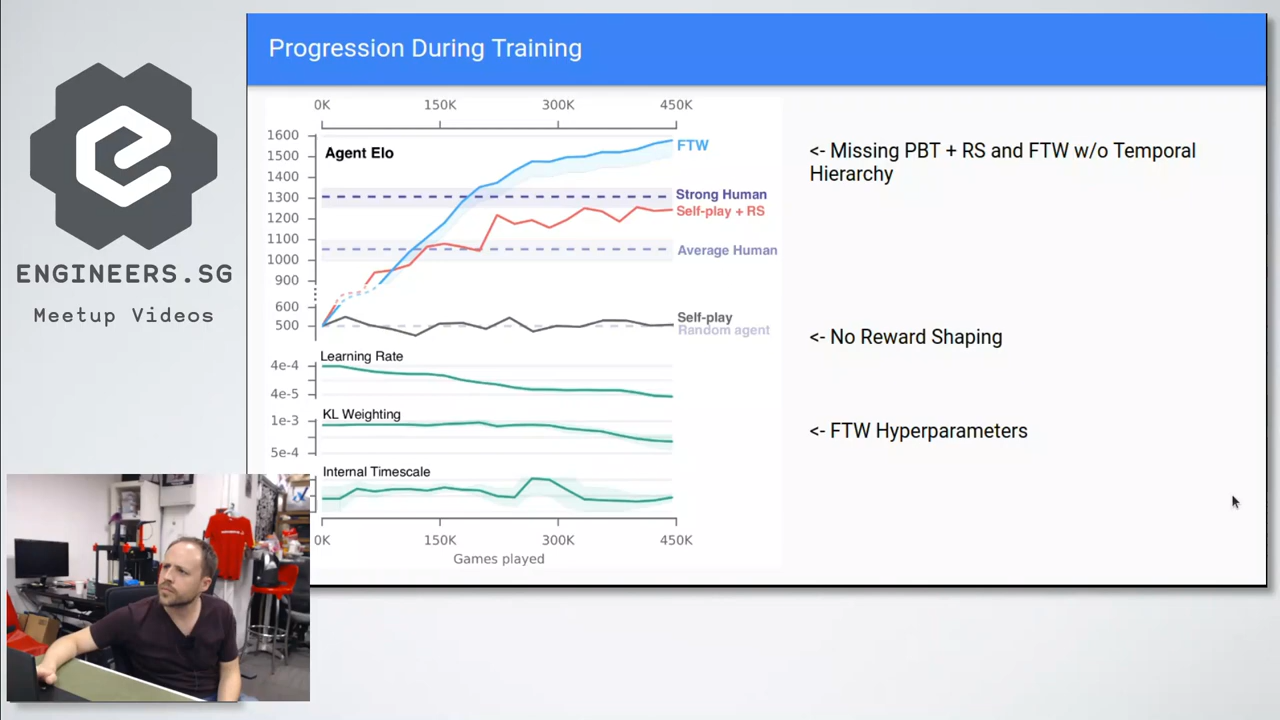 Progression During Training
ENGINEERS.SG
Meetup Videos
0K 150K 300K 450K
1600
1500
1400
1300
1200
1100
1000
900
600
500
Agent Elo
FTW
Strong Human
Self-play + RS
Average Human
Self-play
Random agent
Learning Rate
4e-4
4e-5
KL Weighting
1e-3
5e-4
Internal Timescale
0K 150K 300K 450K
Games played
<- Missing PBT + RS and FTW w/o Temporal
Hierarchy
<- No Reward Shaping
<- FTW Hyperparameters